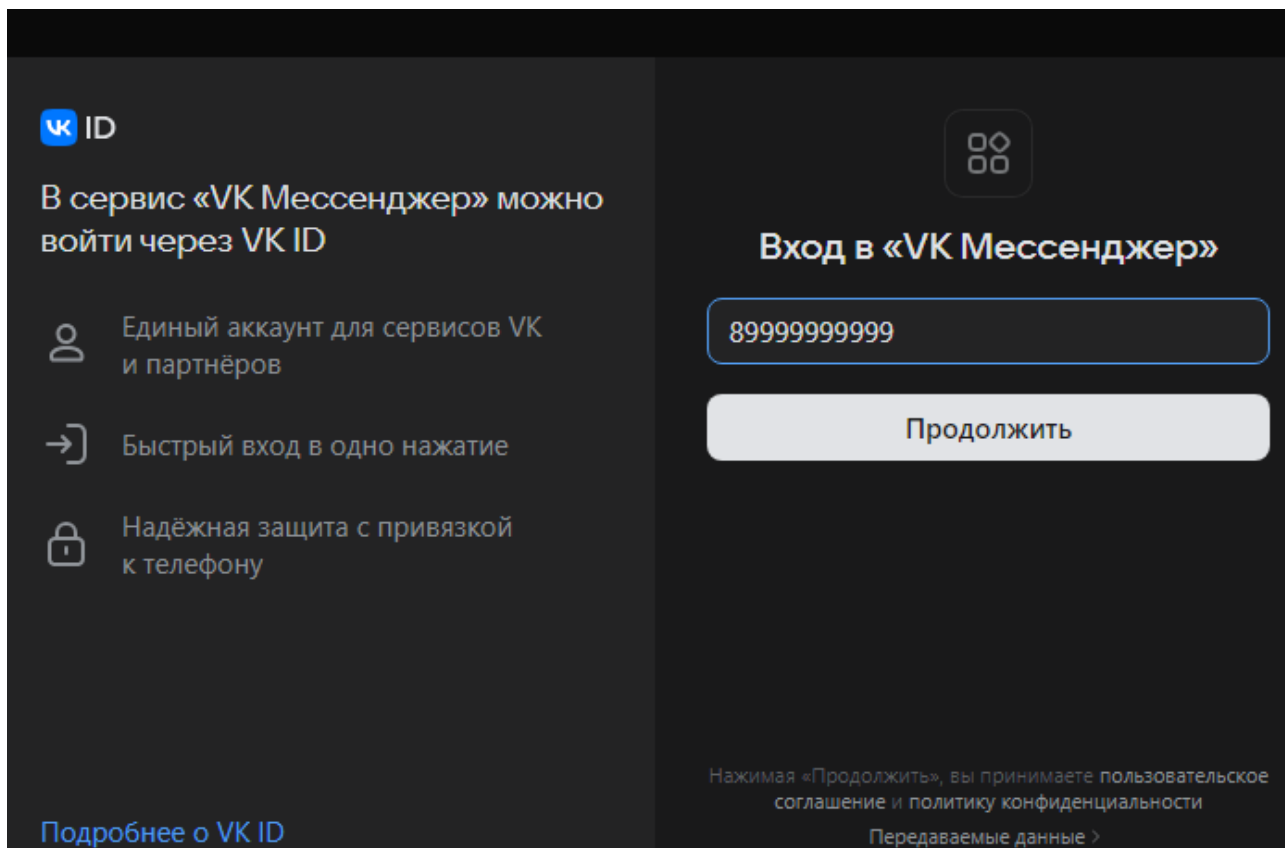 VK ID
В сервис «VK Мессенджер» можно
войти через VK ID
Единый аккаунт для сервисов VK
и партнёров
Быстрый вход в одно нажатие
Надёжная защита с привязкой
к телефону
Подробнее о VK ID
Вход в «VK Мессенджер»
89999999999
Продолжить
Нажимая «Продолжить», вы принимаете пользовательское
соглашение и политику конфиденциальности
Передаваемые данные >